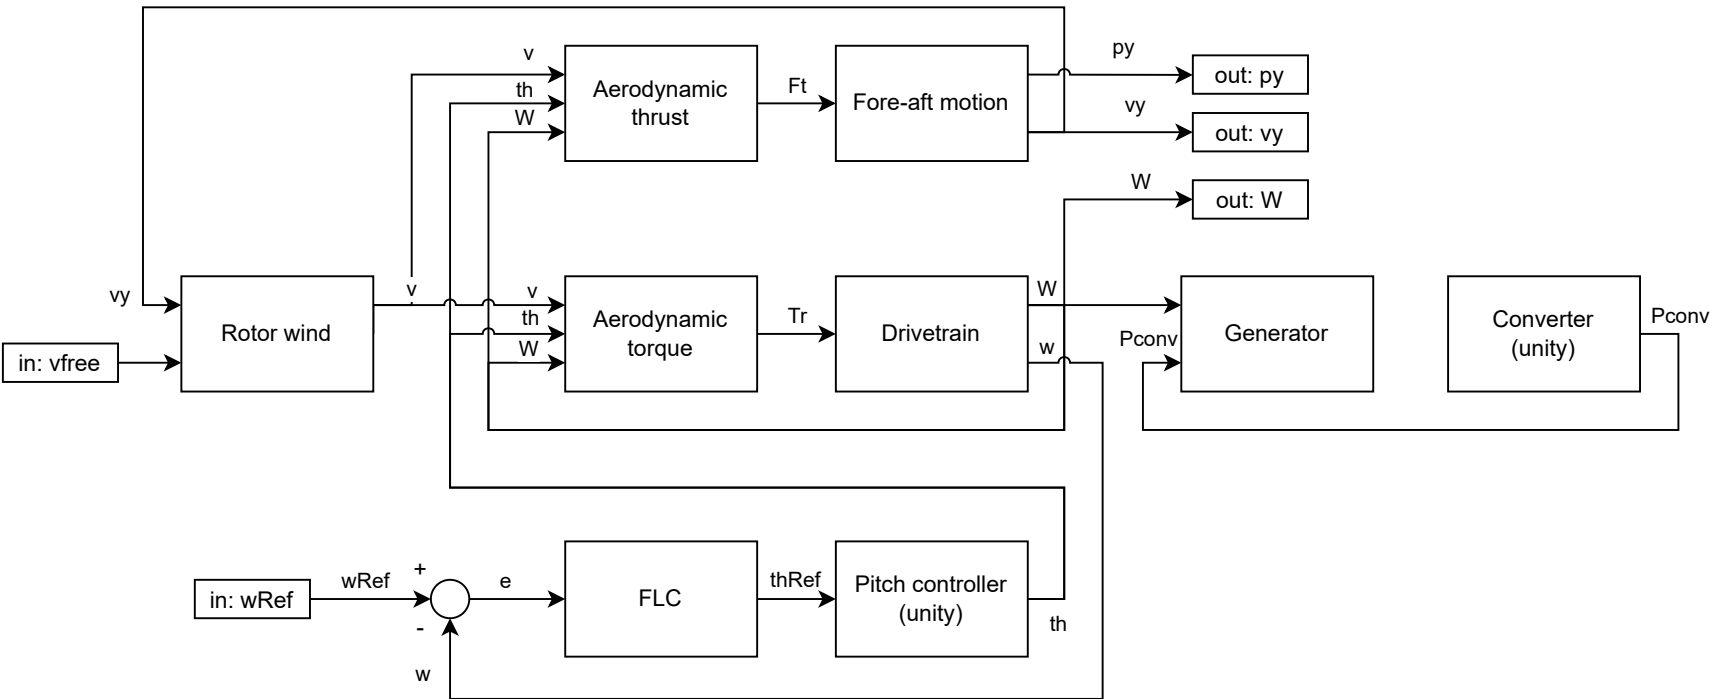 py
v
Aerodynamic
thrust
th
Ft
Fore-aft motion
out: py
W
vy
out: vy
W
out: W
vy
v
v
W
Rotor wind
th
Aerodynamic
torque
Tr
Drivetrain
Generator
Converter
(unity)
Pconv
W
w
Pconv
in: vfree
wRef
+
e
thRef
Pitch controller
(unity)
in: wRef
FLC
-
th
w